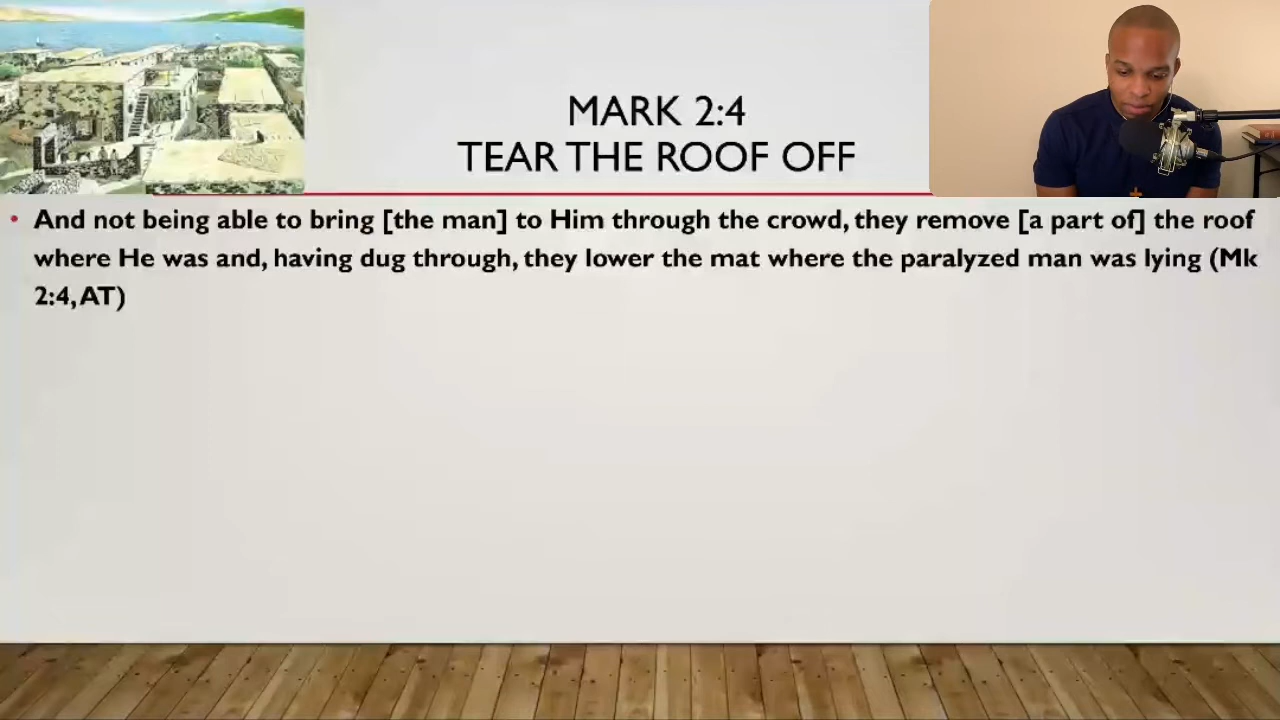 MARK 2:4
TEAR THE ROOF OFF
• And not being able to bring [the man] to Him through the crowd, they remove [a part of] the roof
where He was and, having dug through, they lower the mat where the paralyzed man was lying (Mk
2:4, AT)